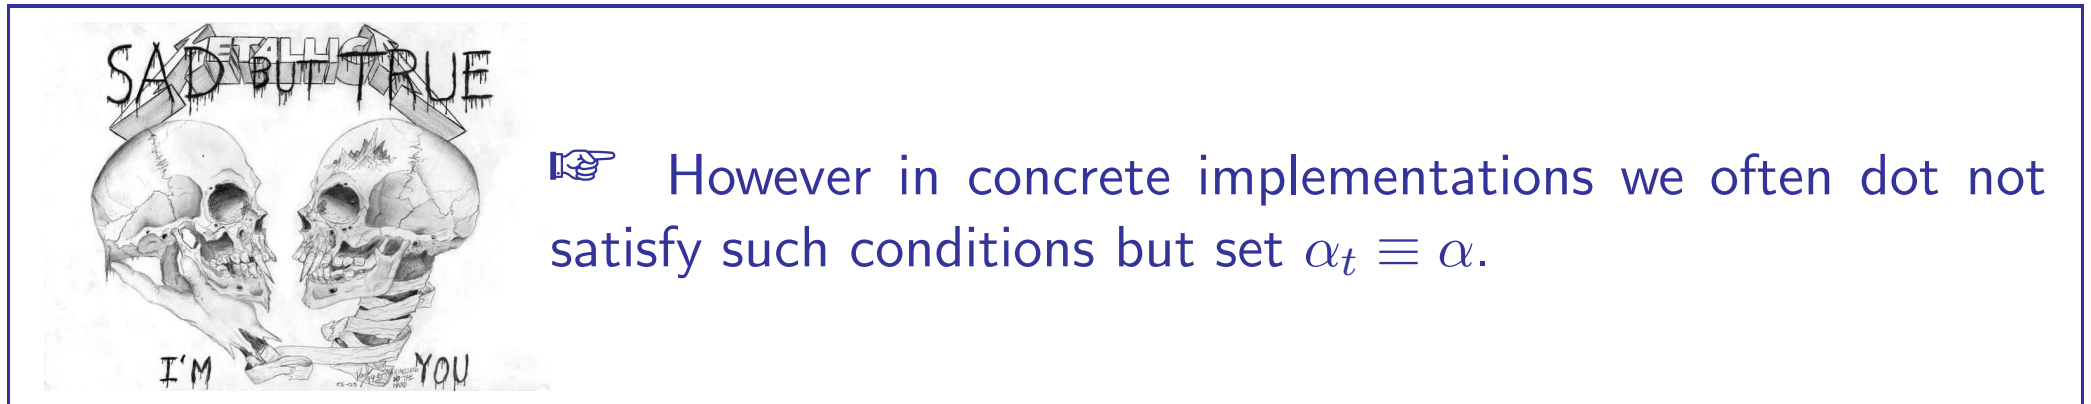 METALLICA
SAD BUT TRUE
☞ However in concrete implementations we often dot not
satisfy such conditions but set αₜ ≡ α.
I'M YOU